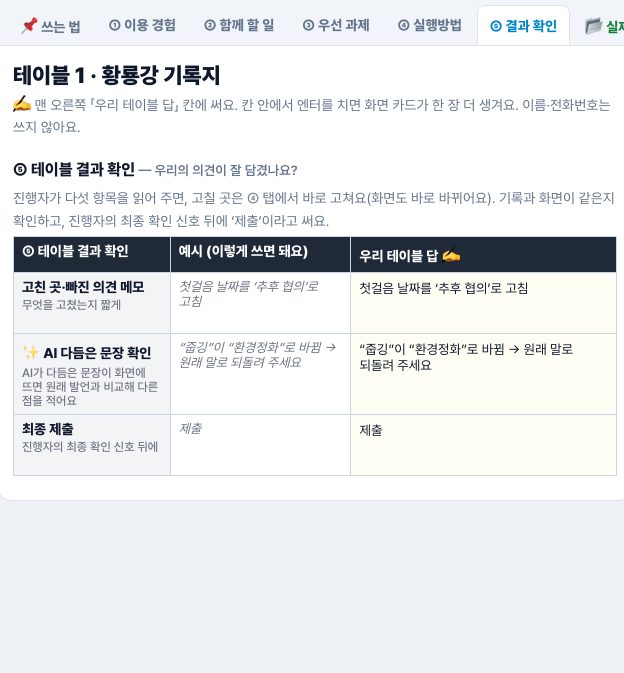 📌 쓰는 법 ① 이용 경험 ② 함께 할 일 ③ 우선 과제 ④ 실행방법 ⑤ 결과 확인 📂
테이블 1 · 황룡강 기록지
✍️ 맨 오른쪽 「우리 테이블 답」 칸에 써요. 칸 안에서 엔터를 치면 화면 카드가 한 장 더 생겨요. 이름·전화번호는
쓰지 않아요.
⑤ 테이블 결과 확인 — 우리의 의견이 잘 담겼나요?
진행자가 다섯 항목을 읽어 주면, 고칠 곳은 ④ 탭에서 바로 고쳐요(화면도 바로 바뀌어요). 기록과 화면이 같은지
확인하고, 진행자의 최종 확인 신호 뒤에 ‘제출’이라고 써요.
⑤ 테이블 결과 확인 예시 (이렇게 쓰면 돼요) 우리 테이블 답 ✍️
고친 곳·빠진 의견 메모
무엇을 고쳤는지 짧게
첫걸음 날짜를 ‘추후 협의’로
고침
첫걸음 날짜를 ‘추후 협의’로 고침
✨ AI 다듬은 문장 확인
AI가 다듬은 문장이 화면에
뜨면 원래 발언과 비교해 다른
점을 적어요
“줍깅”이 “환경정화”로 바뀜 →
원래 말로 되돌려 주세요
“줍깅”이 “환경정화”로 바뀜 → 원래 말로
되돌려 주세요
최종 제출
진행자의 최종 확인 신호 뒤에
제출
제출